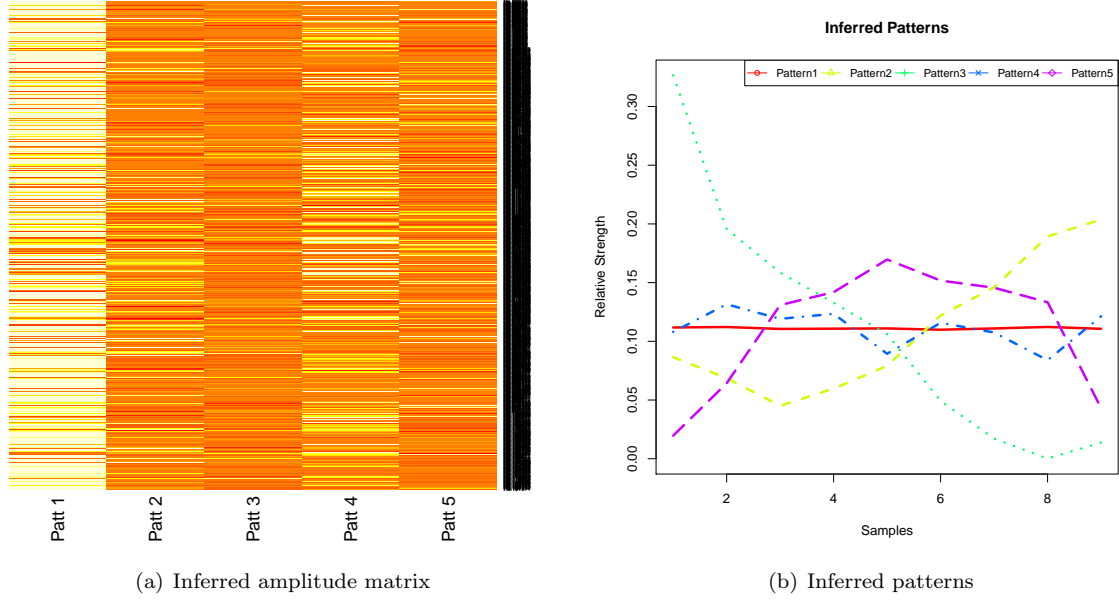 Patt 1
Patt 2
Patt 3
Patt 4
Patt 5
(a) Inferred amplitude matrix
Inferred Patterns
Pattern1 Pattern2 Pattern3 Pattern4 Pattern5
Relative Strength
0.30
0.25
0.20
0.15
0.10
0.05
0.00
2 4 6 8
Samples
(b) Inferred patterns